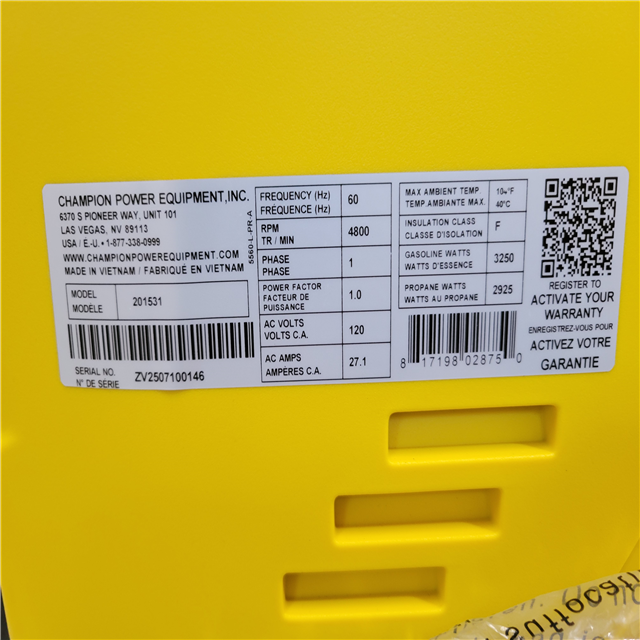 CHAMPION POWER EQUIPMENT, INC.
6370 S PIONEER WAY, UNIT 101
LAS VEGAS, NV 89113
USA / É.-U. • 1-877-338-0999
WWW.CHAMPIONPOWEREQUIPMENT.COM
MADE IN VIETNAM / FABRIQUÉ EN VIETNAM
MODEL
MODÈLE
201531
SERIAL NO.
N° DE SÉRIE
ZV2507100146
5560-L-PR-A
FREQUENCY (Hz)
FRÉQUENCE (Hz)
60
RPM
TR / MIN
4800
PHASE
PHASE
1
POWER FACTOR
FACTEUR DE
PUISSANCE
1.0
AC VOLTS
VOLTS C.A.
120
AC AMPS
AMPÈRES C.A.
27.1
MAX AMBIENT TEMP.
TEMP.AMBIANTE MAX.
40°C
INSULATION CLASS
CLASSE D'ISOLATION
F
GASOLINE WATTS
WATTS D'ESSENCE
3250
PROPANE WATTS
WATTS AU PROPANE
2925
8 17198 02875 0
REGISTER TO
ACTIVATE YOUR
WARRANTY
ENREGISTREZ-VOUS POUR
ACTIVEZ VOTRE
GARANTIE